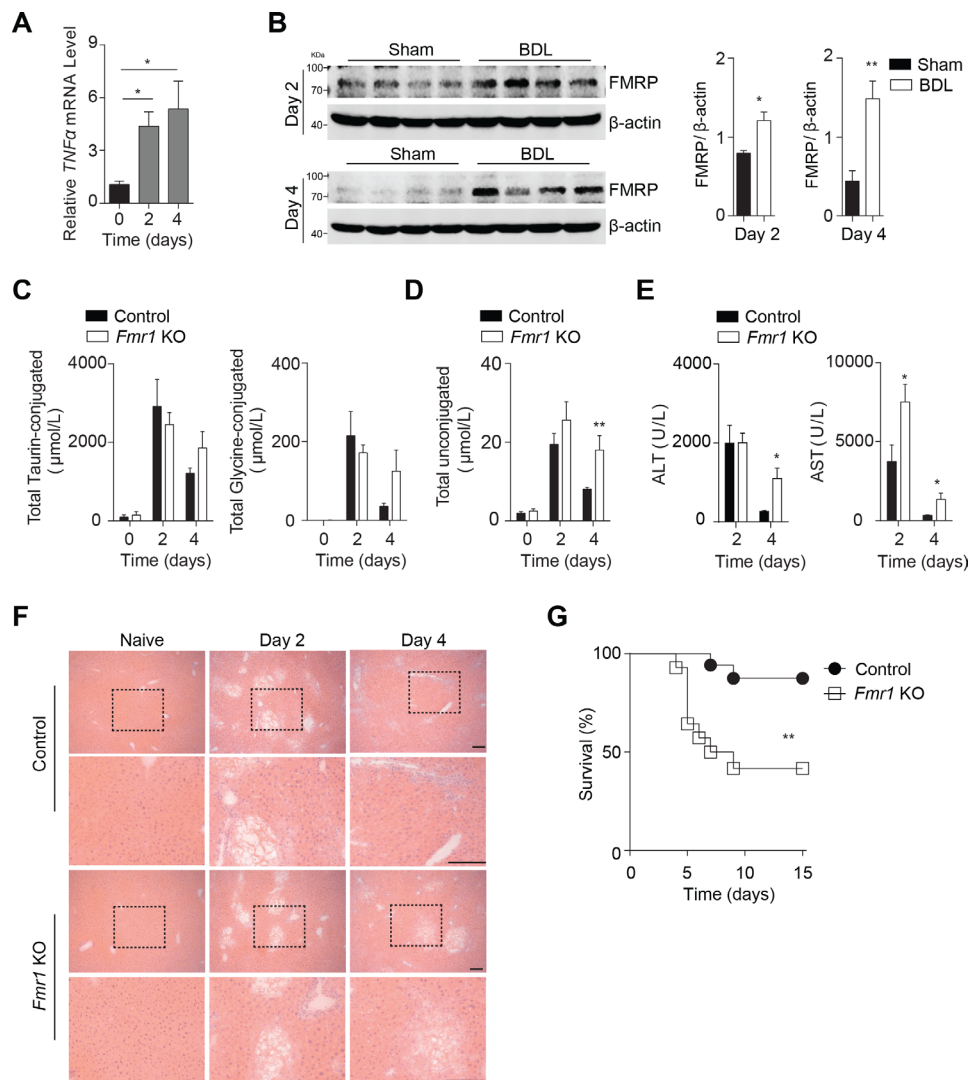 A
Relative TNFα mRNA Level
9
6
3
0
*
*
0 2 4
Time (days)
B
KDa
Sham BDL
Day 2
100
70
FMRP
40
β-actin
Sham BDL
Day 4
100
70
FMRP
40
β-actin
FMRP/ β-actin
2
1
0
*
Day 2
FMRP/ β-actin
2
1
0
**
Day 4
Sham
BDL
C
Control
Fmr1 KO
Total Taurin-conjugated
( μmol/L)
4000
2000
0
0 2 4
Time (days)
Total Glycine-conjugated
( μmol/L)
400
200
0
0 2 4
Time (days)
D
Control
Fmr1 KO
Total unconjugated
( μmol/L)
40
20
0
**
0 2 4
Time (days)
E
Control
Fmr1 KO
ALT (U/L)
4000
2000
0
*
2 4
Time (days)
AST (U/L)
10000
5000
0
*
*
2 4
Time (days)
F
Naive Day 2 Day 4
Control
Fmr1 KO
G
Survival (%)
100
50
0
**
0 5 10 15
Time (days)
Control
Fmr1 KO